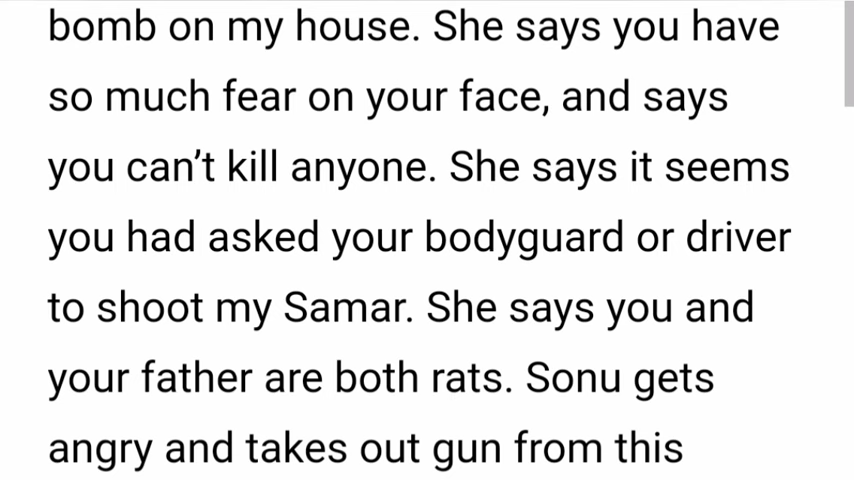 bomb on my house. She says you have
so much fear on your face, and says
you can’t kill anyone. She says it seems
you had asked your bodyguard or driver
to shoot my Samar. She says you and
your father are both rats. Sonu gets
angry and takes out gun from this